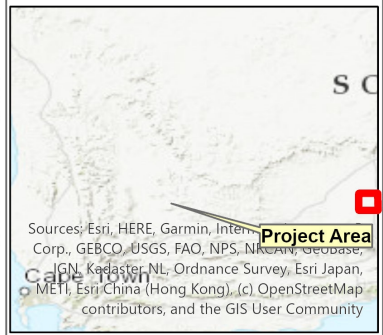 S C
Sources: Esri, HERE, Garmin, Intern
Project Area
Corp., GEBCO, USGS, FAO, NPS, NRCAN, GeoBase,
IGN, Kadaster NL, Ordnance Survey, Esri Japan,
Cape Town
METI, Esri China (Hong Kong), (c) OpenStreetMap
contributors, and the GIS User Community